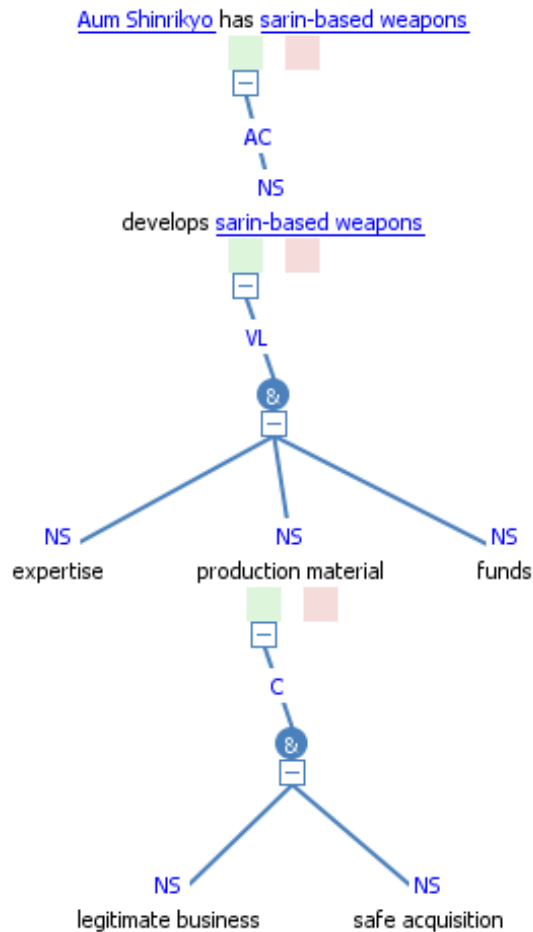 Aum Shinrikyo has sarin-based weapons
AC
NS
develops sarin-based weapons
VL
&
NS NS NS
expertise production material funds
C
&
NS NS
legitimate business safe acquisition